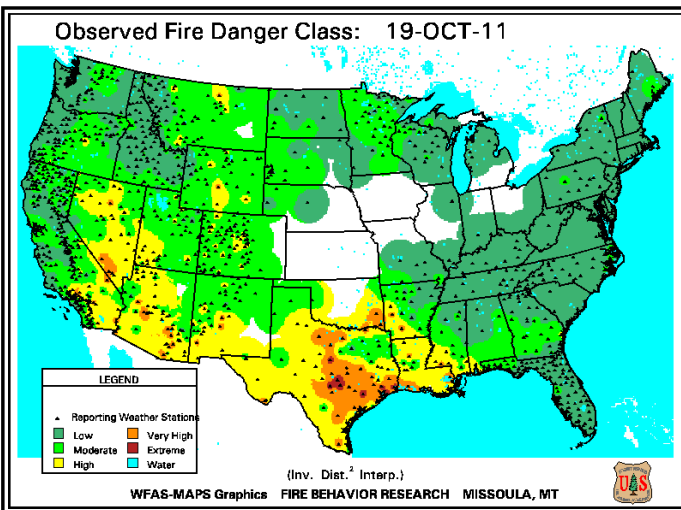 Observed Fire Danger Class: 19-OCT-11
LEGEND
Reporting Weather Stations
Low Very High
Moderate Extreme
High Water
(Inv. Dist.² Interp.)
WFAS-MAPS Graphics FIRE BEHAVIOR RESEARCH MISSOULA, MT
U S